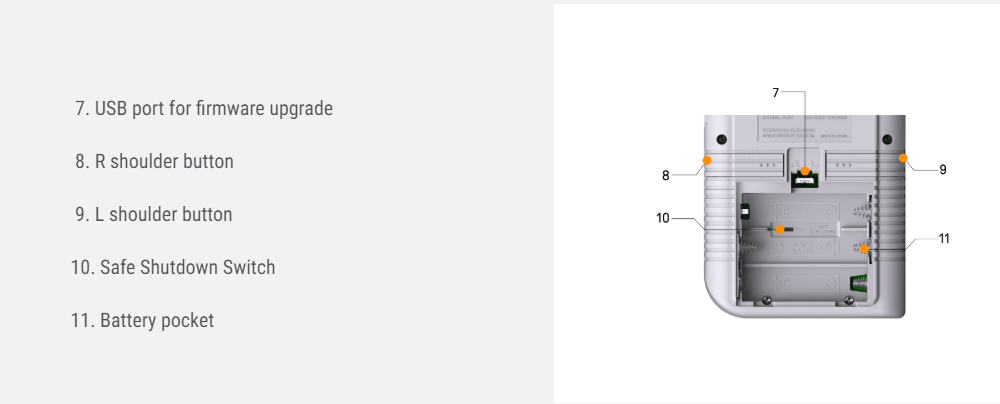 7. USB port for firmware upgrade
8. R shoulder button
9. L shoulder button
10. Safe Shutdown Switch
11. Battery pocket
7
8
9
10
11